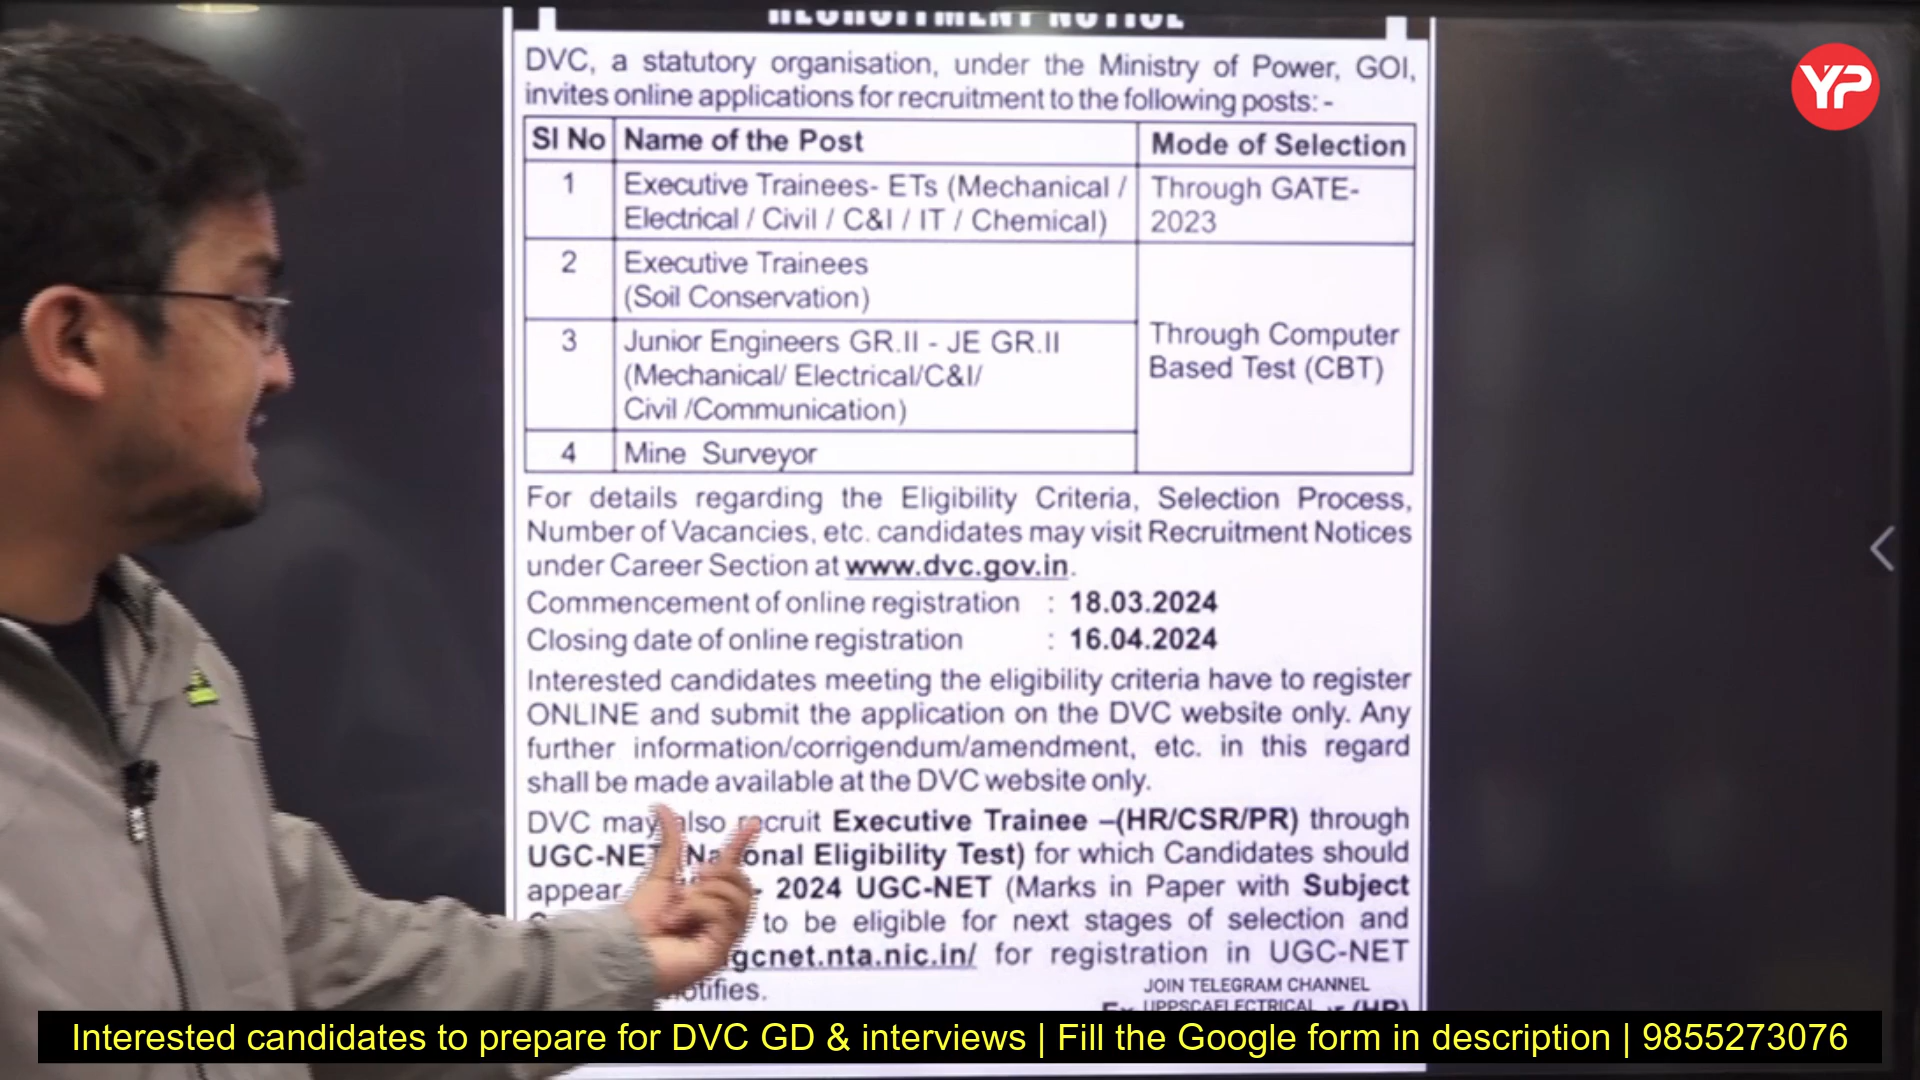 RECRUITMENT NOTICE
YP
DVC, a statutory organisation, under the Ministry of Power, GOI,
invites online applications for recruitment to the following posts: -
SI No Name of the Post Mode of Selection
1 Executive Trainees- ETs (Mechanical / Through GATE-
Electrical / Civil / C&I / IT / Chemical) 2023
2 Executive Trainees
(Soil Conservation)
3 Junior Engineers GR.II - JE GR.II
(Mechanical/ Electrical/C&I/
Civil /Communication)
Through Computer
Based Test (CBT)
4 Mine Surveyor
For details regarding the Eligibility Criteria, Selection Process,
Number of Vacancies, etc. candidates may visit Recruitment Notices
under Career Section at www.dvc.gov.in.
Commencement of online registration : 18.03.2024
Closing date of online registration : 16.04.2024
Interested candidates meeting the eligibility criteria have to register
ONLINE and submit the application on the DVC website only. Any
further information/corrigendum/amendment, etc. in this regard
shall be made available at the DVC website only.
DVC may also recruit Executive Trainee –(HR/CSR/PR) through
UGC-NET (National Eligibility Test) for which Candidates should
appear - 2024 UGC-NET (Marks in Paper with Subject
to be eligible for next stages of selection and
gcnet.nta.nic.in/ for registration in UGC-NET
notifies.
JOIN TELEGRAM CHANNEL
UPPSCAELECTRICAL (HR)
Interested candidates to prepare for DVC GD & interviews | Fill the Google form in description | 9855273076